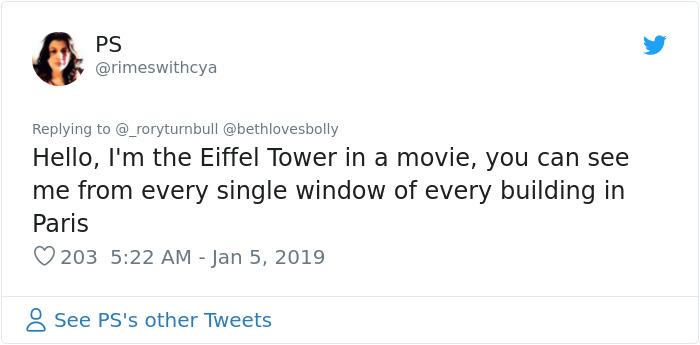 PS
@rimeswithcya
Replying to @_roryturnbull @bethlovesbolly
Hello, I'm the Eiffel Tower in a movie, you can see
me from every single window of every building in
Paris
203 5:22 AM - Jan 5, 2019
See PS's other Tweets